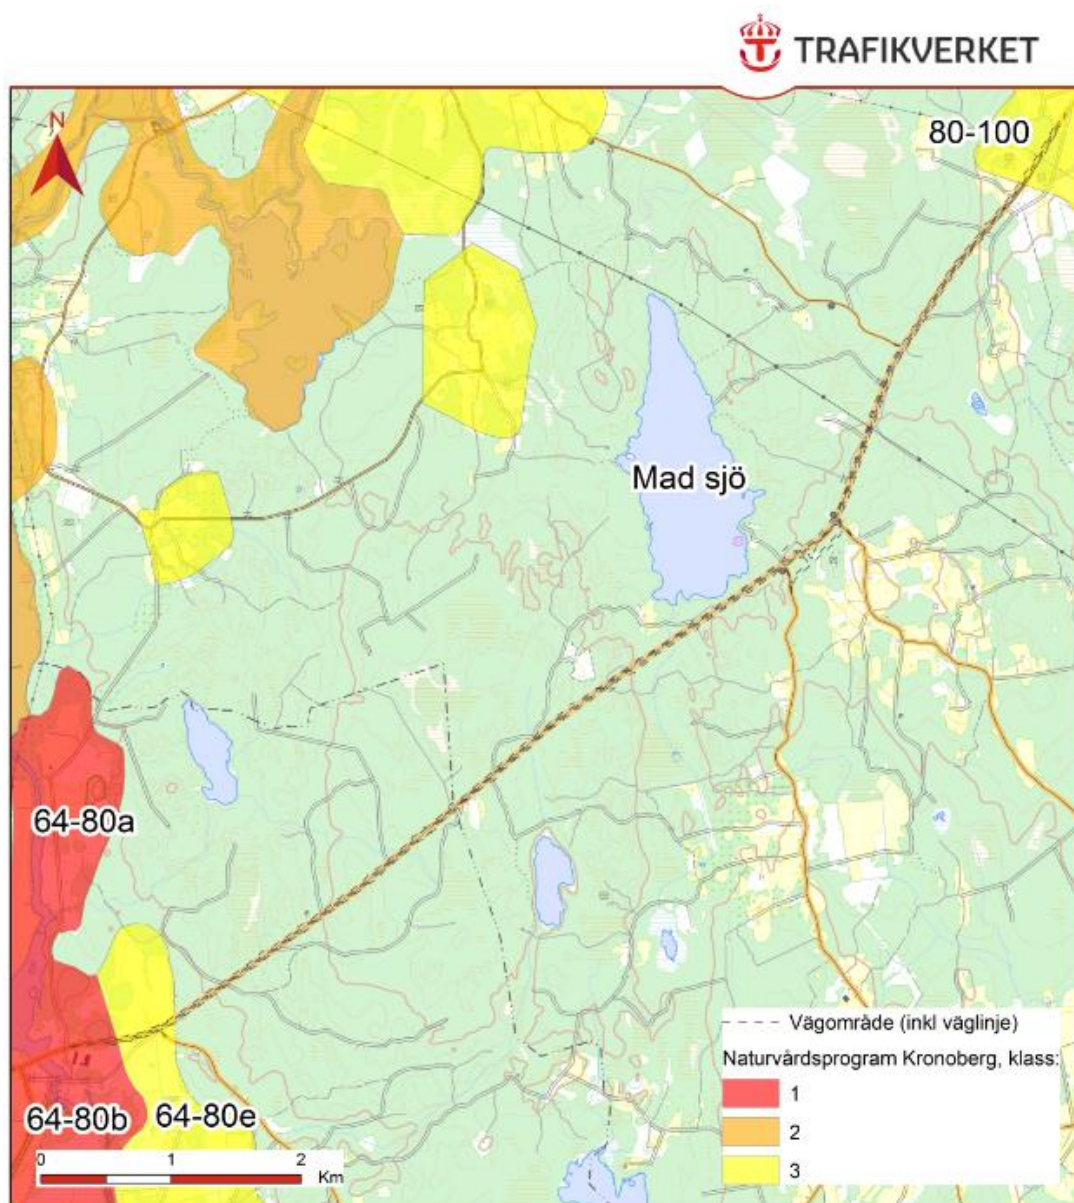 TRAFIKVERKET
N
80-100
Mad sjö
64-80a
64-80b
64-80e
Vägområde (inkl väglinje)
Naturvårdsprogram Kronoberg, klass:
1
2
3
0 1 2
Km